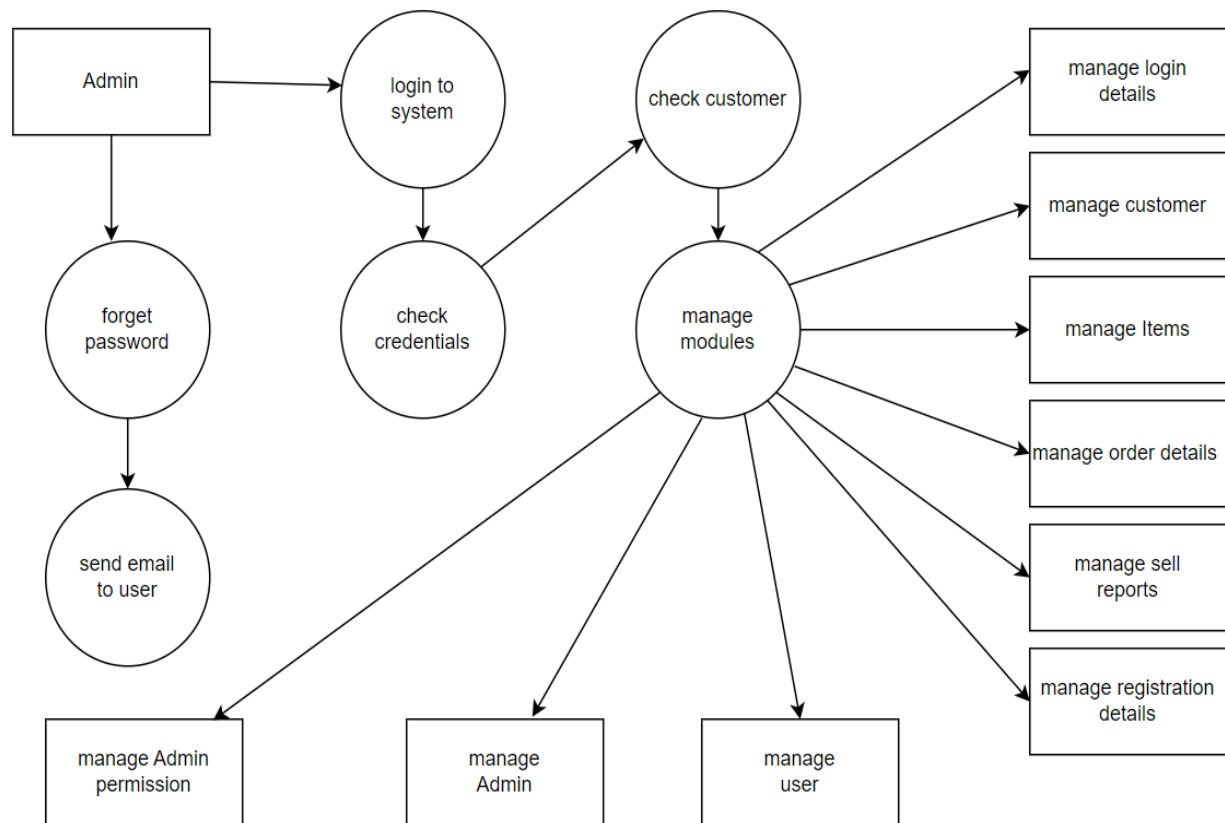 Admin
login to
system
check customer
manage login
details
manage customer
forget
password
check
credentials
manage
modules
manage Items
manage order details
send email
to user
manage sell
reports
manage registration
details
manage Admin
permission
manage
Admin
manage
user